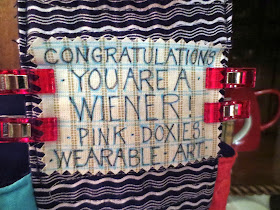 CONGRATULATIONS
YOU ARE A
WIENER!
· PINK DOXIES ·
WEARABLE ART